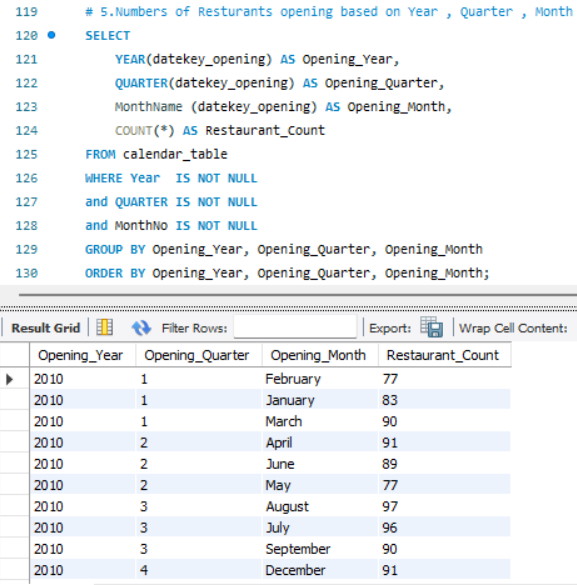 119 # 5.Numbers of Resturants opening based on Year , Quarter , Month
120 SELECT
121 YEAR(datekey_opening) AS Opening_Year,
122 QUARTER(datekey_opening) AS Opening_Quarter,
123 MonthName (datekey_opening) AS Opening_Month,
124 COUNT(*) AS Restaurant_Count
125 FROM calendar_table
126 WHERE Year  IS NOT NULL
127 and QUARTER IS NOT NULL
128 and MonthNo IS NOT NULL
129 GROUP BY Opening_Year, Opening_Quarter, Opening_Month
130 ORDER BY Opening_Year, Opening_Quarter, Opening_Month;
Result Grid Filter Rows: Export: Wrap Cell Content:
Opening_Year Opening_Quarter Opening_Month Restaurant_Count
2010 1 February 77
2010 1 January 83
2010 1 March 90
2010 2 April 91
2010 2 June 89
2010 2 May 77
2010 3 August 97
2010 3 July 96
2010 3 September 90
2010 4 December 91